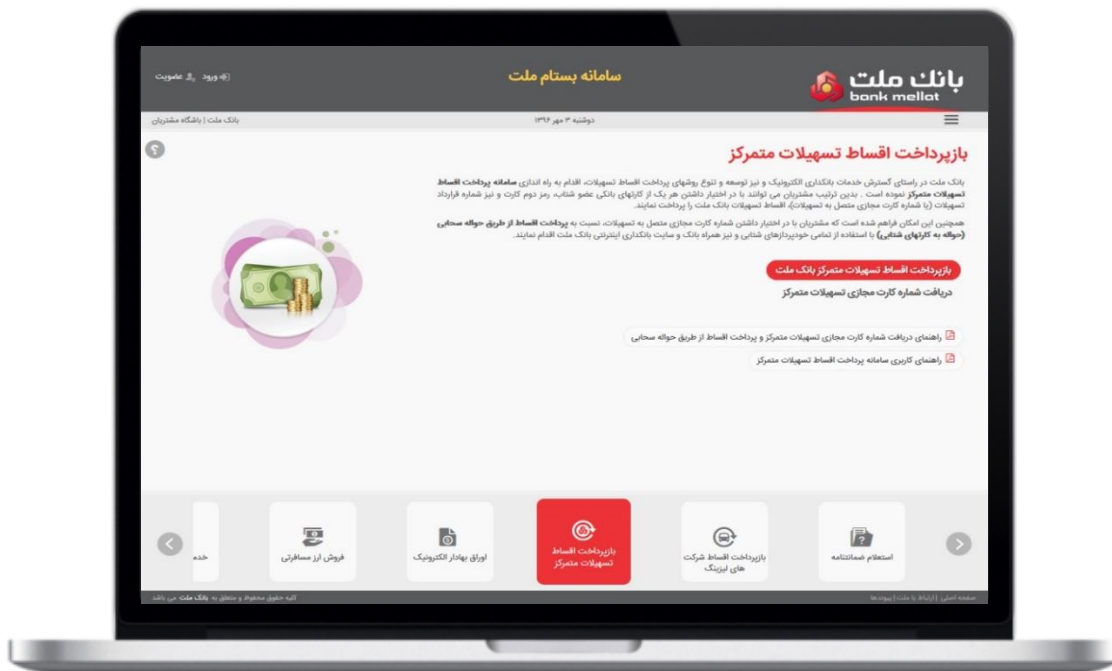 بانک ملت
bank mellat
سامانه بستام ملت
ورود عضویت
دوشنبه ۳ مهر ۱۳۹۶
بانک ملت | باشگاه مشتریان
؟
بازپرداخت اقساط تسهیلات متمرکز
بانک ملت در راستای گسترش خدمات بانکداری الکترونیک و نیز توسعه و تنوع روشهای پرداخت اقساط تسهیلات، اقدام به راه اندازی سامانه پرداخت اقساط
تسهیلات متمرکز نموده است . بدین ترتیب مشتریان می توانند با در اختیار داشتن هر یک از کارتهای بانکی عضو شتاب، رمز دوم کارت و نیز شماره قرارداد
تسهیلات (یا شماره کارت مجازی متصل به تسهیلات)، اقساط تسهیلات بانک ملت را پرداخت نمایند.
همچنین این امکان فراهم شده است که مشتریان با در اختیار داشتن شماره کارت مجازی متصل به تسهیلات، نسبت به پرداخت اقساط از طریق حواله سحابی
(حواله به کارتهای شتابی) با استفاده از تمامی خودپردازهای شتابی و نیز همراه بانک و سایت بانکداری اینترنتی بانک ملت اقدام نمایند.
بازپرداخت اقساط تسهیلات متمرکز بانک ملت
دریافت شماره کارت مجازی تسهیلات متمرکز
راهنمای دریافت شماره کارت مجازی تسهیلات متمرکز و پرداخت اقساط از طریق حواله سحابی
راهنمای کاربری سامانه پرداخت اقساط تسهیلات متمرکز
استعلام ضمانتنامه
بازپرداخت اقساط شرکت
های لیزینگ
بازپرداخت اقساط
تسهیلات متمرکز
اوراق بهادار الکترونیک
فروش ارز مسافرتی
خدم
صفحه اصلی | ارتباط با ملت | پیوندها
کلیه حقوق محفوظ و متعلق به بانک ملت می باشد